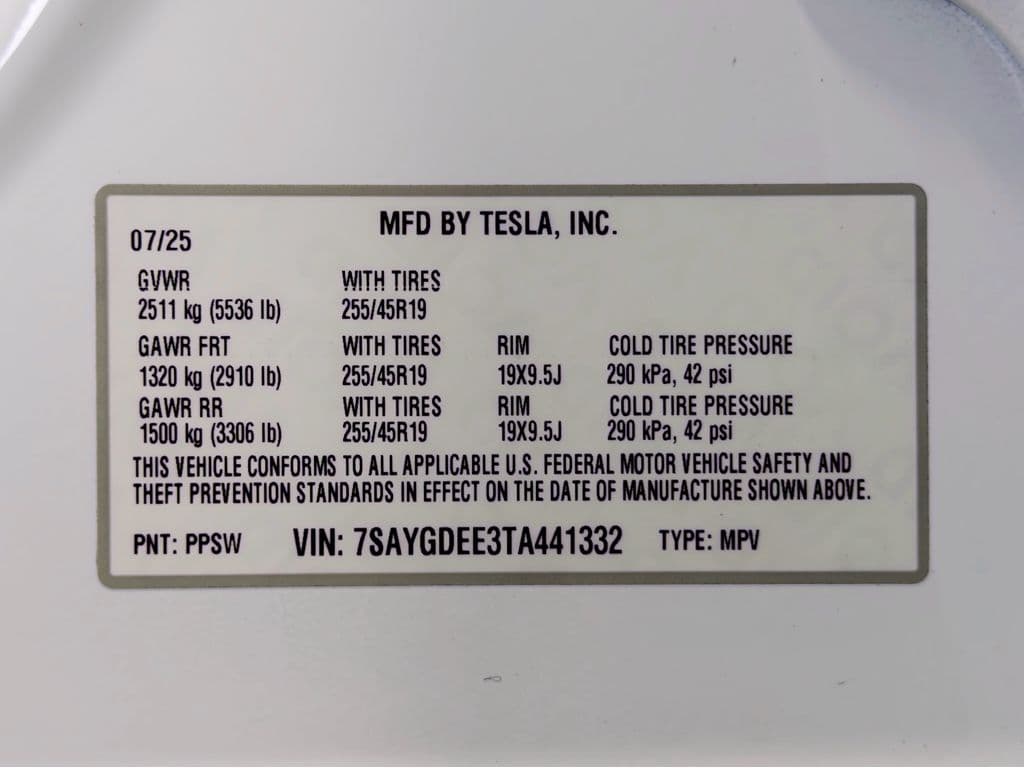 MFD BY TESLA, INC.
07/25
GVWR WITH TIRES
2511 kg (5536 lb) 255/45R19
GAWR FRT WITH TIRES RIM COLD TIRE PRESSURE
1320 kg (2910 lb) 255/45R19 19X9.5J 290 kPa, 42 psi
GAWR RR WITH TIRES RIM COLD TIRE PRESSURE
1500 kg (3306 lb) 255/45R19 19X9.5J 290 kPa, 42 psi
THIS VEHICLE CONFORMS TO ALL APPLICABLE U.S. FEDERAL MOTOR VEHICLE SAFETY AND
THEFT PREVENTION STANDARDS IN EFFECT ON THE DATE OF MANUFACTURE SHOWN ABOVE.
PNT: PPSW VIN: 7SAYGDEE3TA441332 TYPE: MPV